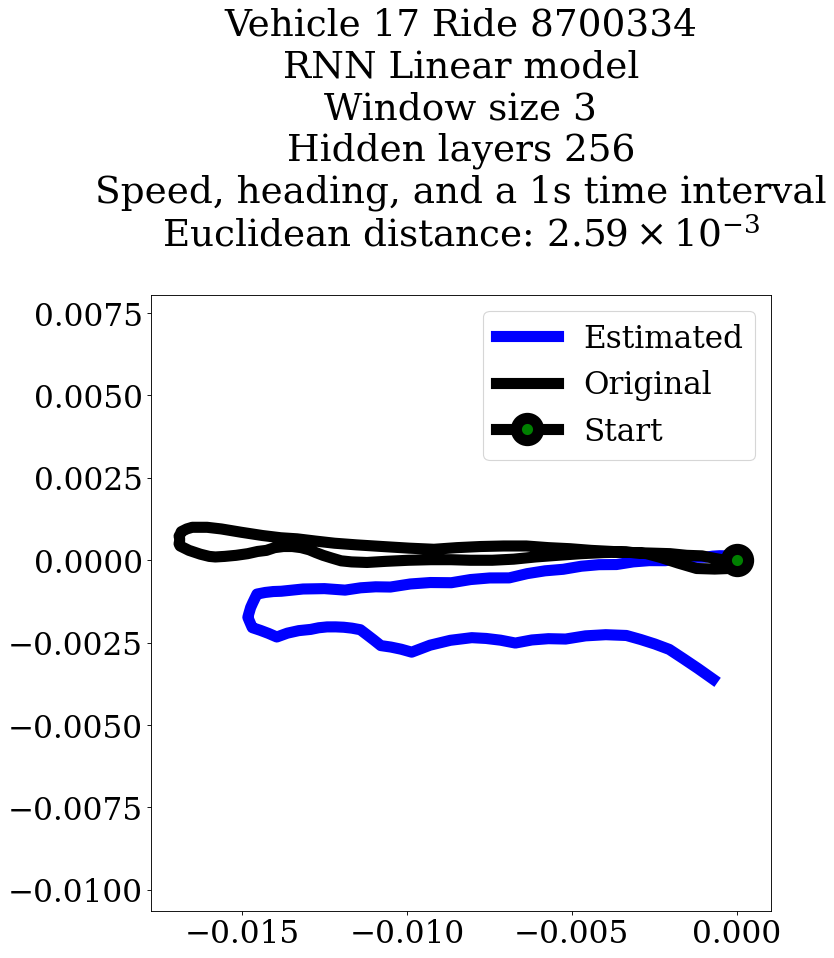 Vehicle 17 Ride 8700334
RNN Linear model
Window size 3
Hidden layers 256
Speed, heading, and a 1s time interval
Euclidean distance: 2.59 × 10⁻³
0.0075
0.0050
0.0025
0.0000
−0.0025
−0.0050
−0.0075
−0.0100
Estimated
Original
Start
−0.015
−0.010
−0.005
0.000